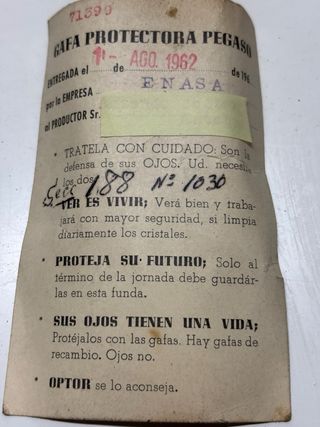 71399
GAFA PROTECTORA PEGASO
ENTREGADA el 1 - de AGO. 1962 de 196
por la EMPRESA ENASA
al PRODUCTOR Sr.
· TRATELA CON CUIDADO: Son la
defensa de sus OJOS. Ud. necesita
los dos.
Secc 188 Nº 1030
· VER ES VIVIR; Verá bien y traba-
jará con mayor seguridad, si limpia
diariamente los cristales.
· PROTEJA SU FUTURO; Solo al
término de la jornada debe guardár-
las en esta funda.
· SUS OJOS TIENEN UNA VIDA;
Protéjalos con las gafas. Hay gafas de
recambio. Ojos no.
· OPTOR se lo aconseja.